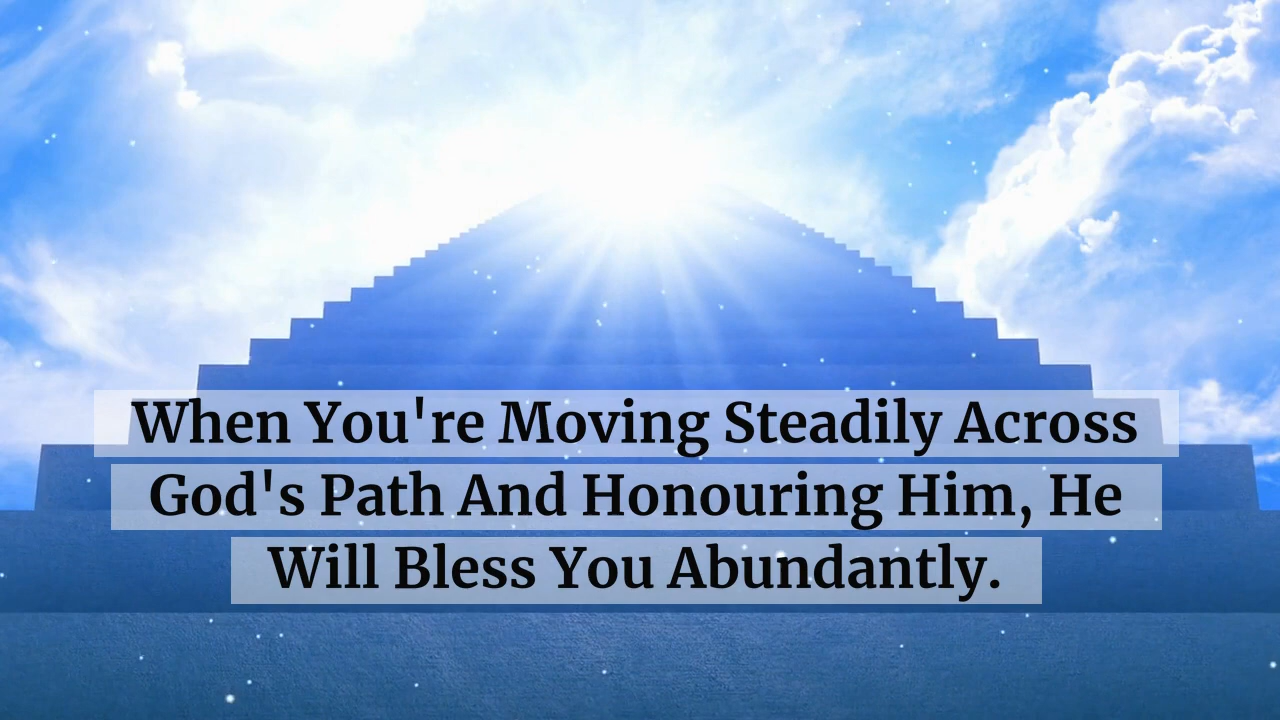 When You're Moving Steadily Across
God's Path And Honouring Him, He
Will Bless You Abundantly.